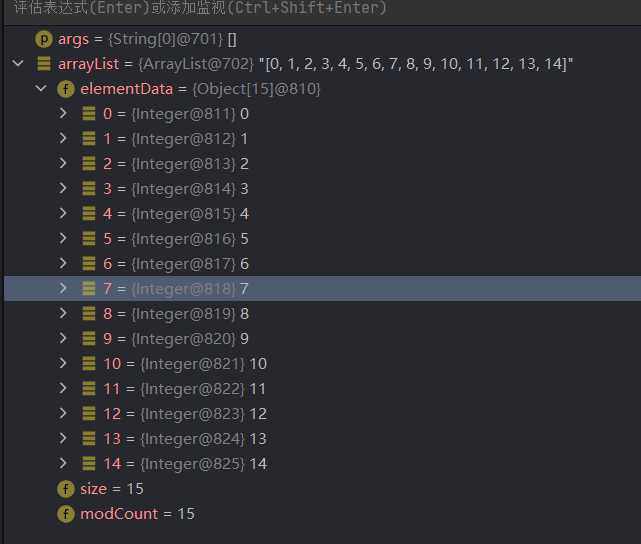 评估表达式(Enter)或添加监视(Ctrl+Shift+Enter)
p args = {String[0]@701} []
arrayList = {ArrayList@702} "[0, 1, 2, 3, 4, 5, 6, 7, 8, 9, 10, 11, 12, 13, 14]"
f elementData = {Object[15]@810}
0 = {Integer@811} 0
1 = {Integer@812} 1
2 = {Integer@813} 2
3 = {Integer@814} 3
4 = {Integer@815} 4
5 = {Integer@816} 5
6 = {Integer@817} 6
7 = {Integer@818} 7
8 = {Integer@819} 8
9 = {Integer@820} 9
10 = {Integer@821} 10
11 = {Integer@822} 11
12 = {Integer@823} 12
13 = {Integer@824} 13
14 = {Integer@825} 14
f size = 15
f modCount = 15